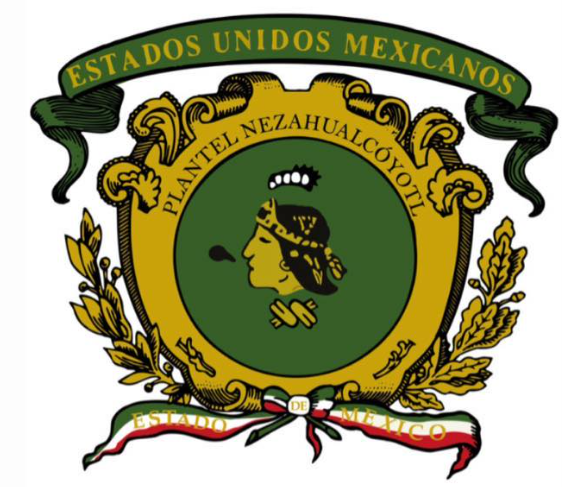 ESTADOS UNIDOS MEXICANOS
PLANTEL NEZAHUALCÓYOTL
ESTADO DE MÉXICO